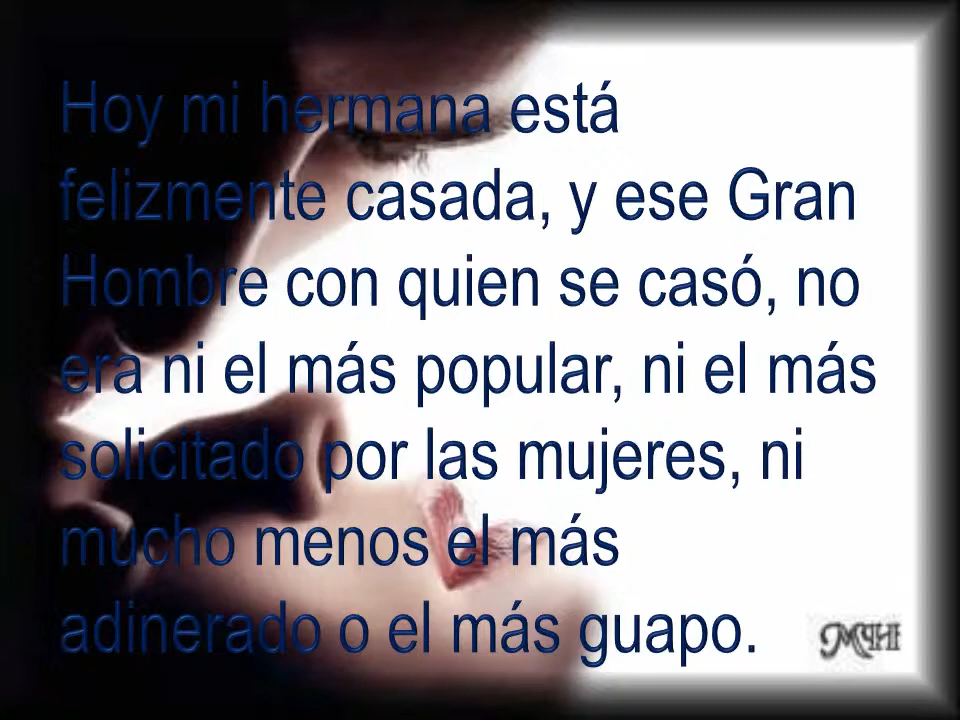 Hoy mi hermana está
felizmente casada, y ese Gran
Hombre con quien se casó, no
era ni el más popular, ni el más
solicitado por las mujeres, ni
mucho menos el más
adinerado o el más guapo.